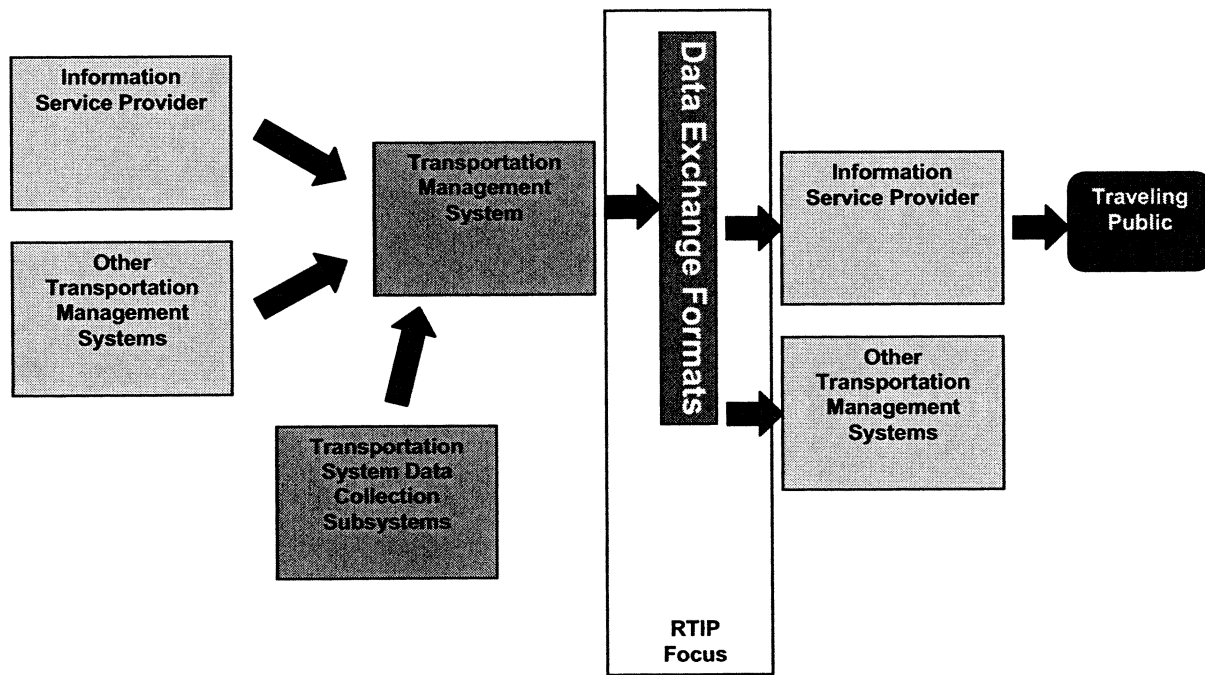 Information
Service Provider
Other
Transportation
Management
Systems
Transportation
Management
System
Transportation
System Data
Collection
Subsystems
Data Exchange Formats
RTIP
Focus
Information
Service Provider
Other
Transportation
Management
Systems
Traveling
Public